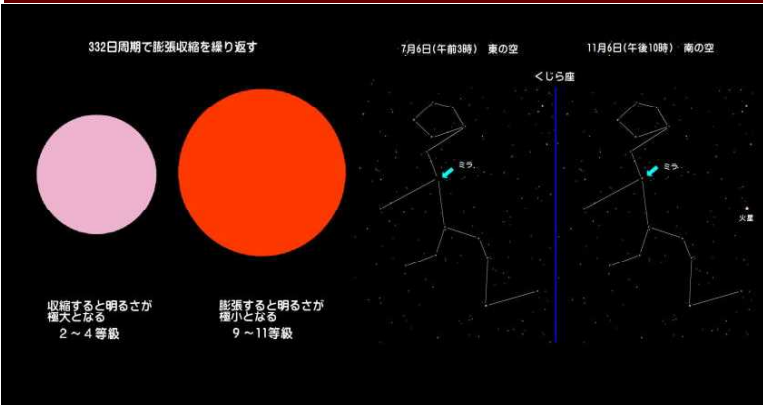 332日周期で膨張収縮を繰り返す
7月6日(午前3時) 東の空
11月6日(午後10時) 南の空
くじら座
ミラ
ミラ
火星
収縮すると明るさが
極大となる
2～4等級
膨張すると明るさが
極小となる
9～11等級